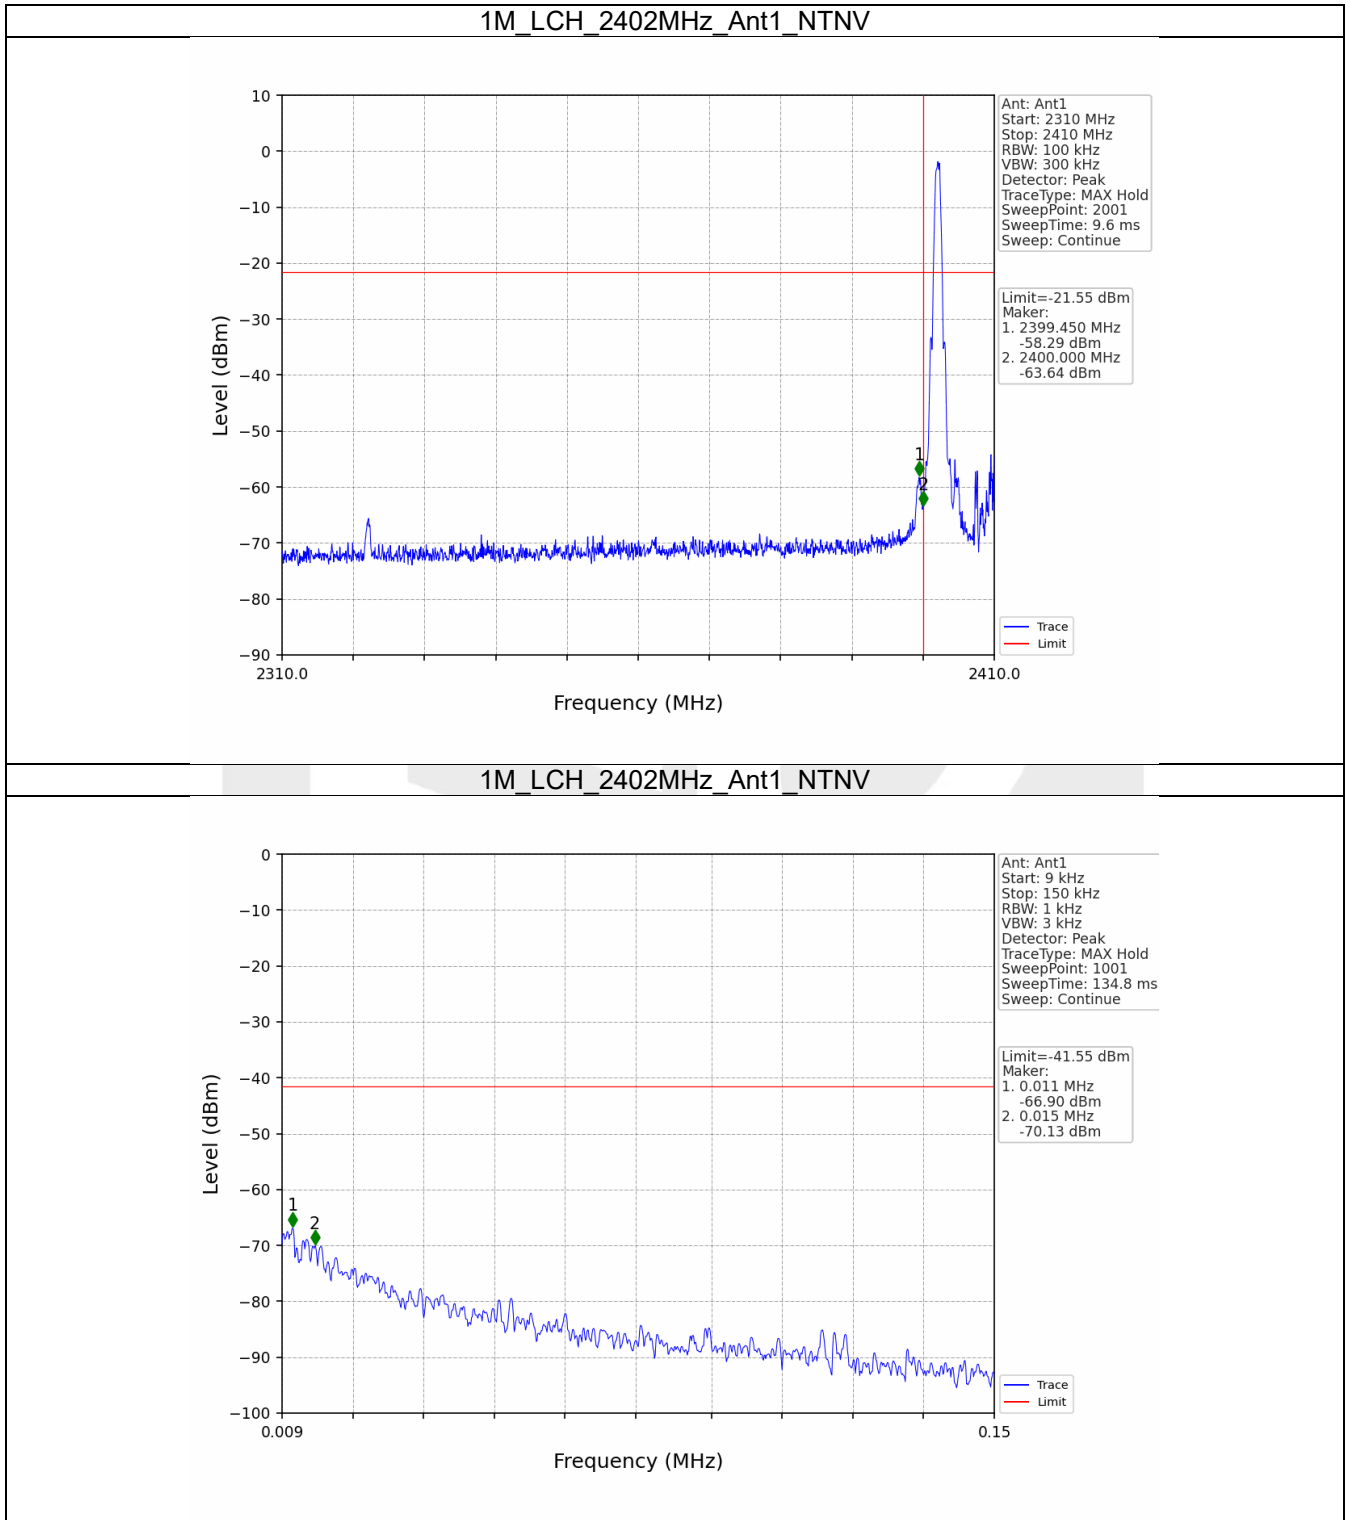 1M_LCH_2402MHz_Ant1_NTNV
10
0
−10
−20
−30
−40
−50
−60
−70
−80
−90
Level (dBm)
2310.0
2410.0
Frequency (MHz)
1
2
Ant: Ant1
Start: 2310 MHz
Stop: 2410 MHz
RBW: 100 kHz
VBW: 300 kHz
Detector: Peak
TraceType: MAX Hold
SweepPoint: 2001
SweepTime: 9.6 ms
Sweep: Continue
Limit=-21.55 dBm
Maker:
1. 2399.450 MHz
-58.29 dBm
2. 2400.000 MHz
-63.64 dBm
Trace
Limit
1M_LCH_2402MHz_Ant1_NTNV
0
−10
−20
−30
−40
−50
−60
−70
−80
−90
−100
Level (dBm)
0.009
0.15
Frequency (MHz)
1
2
Ant: Ant1
Start: 9 kHz
Stop: 150 kHz
RBW: 1 kHz
VBW: 3 kHz
Detector: Peak
TraceType: MAX Hold
SweepPoint: 1001
SweepTime: 134.8 ms
Sweep: Continue
Limit=-41.55 dBm
Maker:
1. 0.011 MHz
-66.90 dBm
2. 0.015 MHz
-70.13 dBm
Trace
Limit